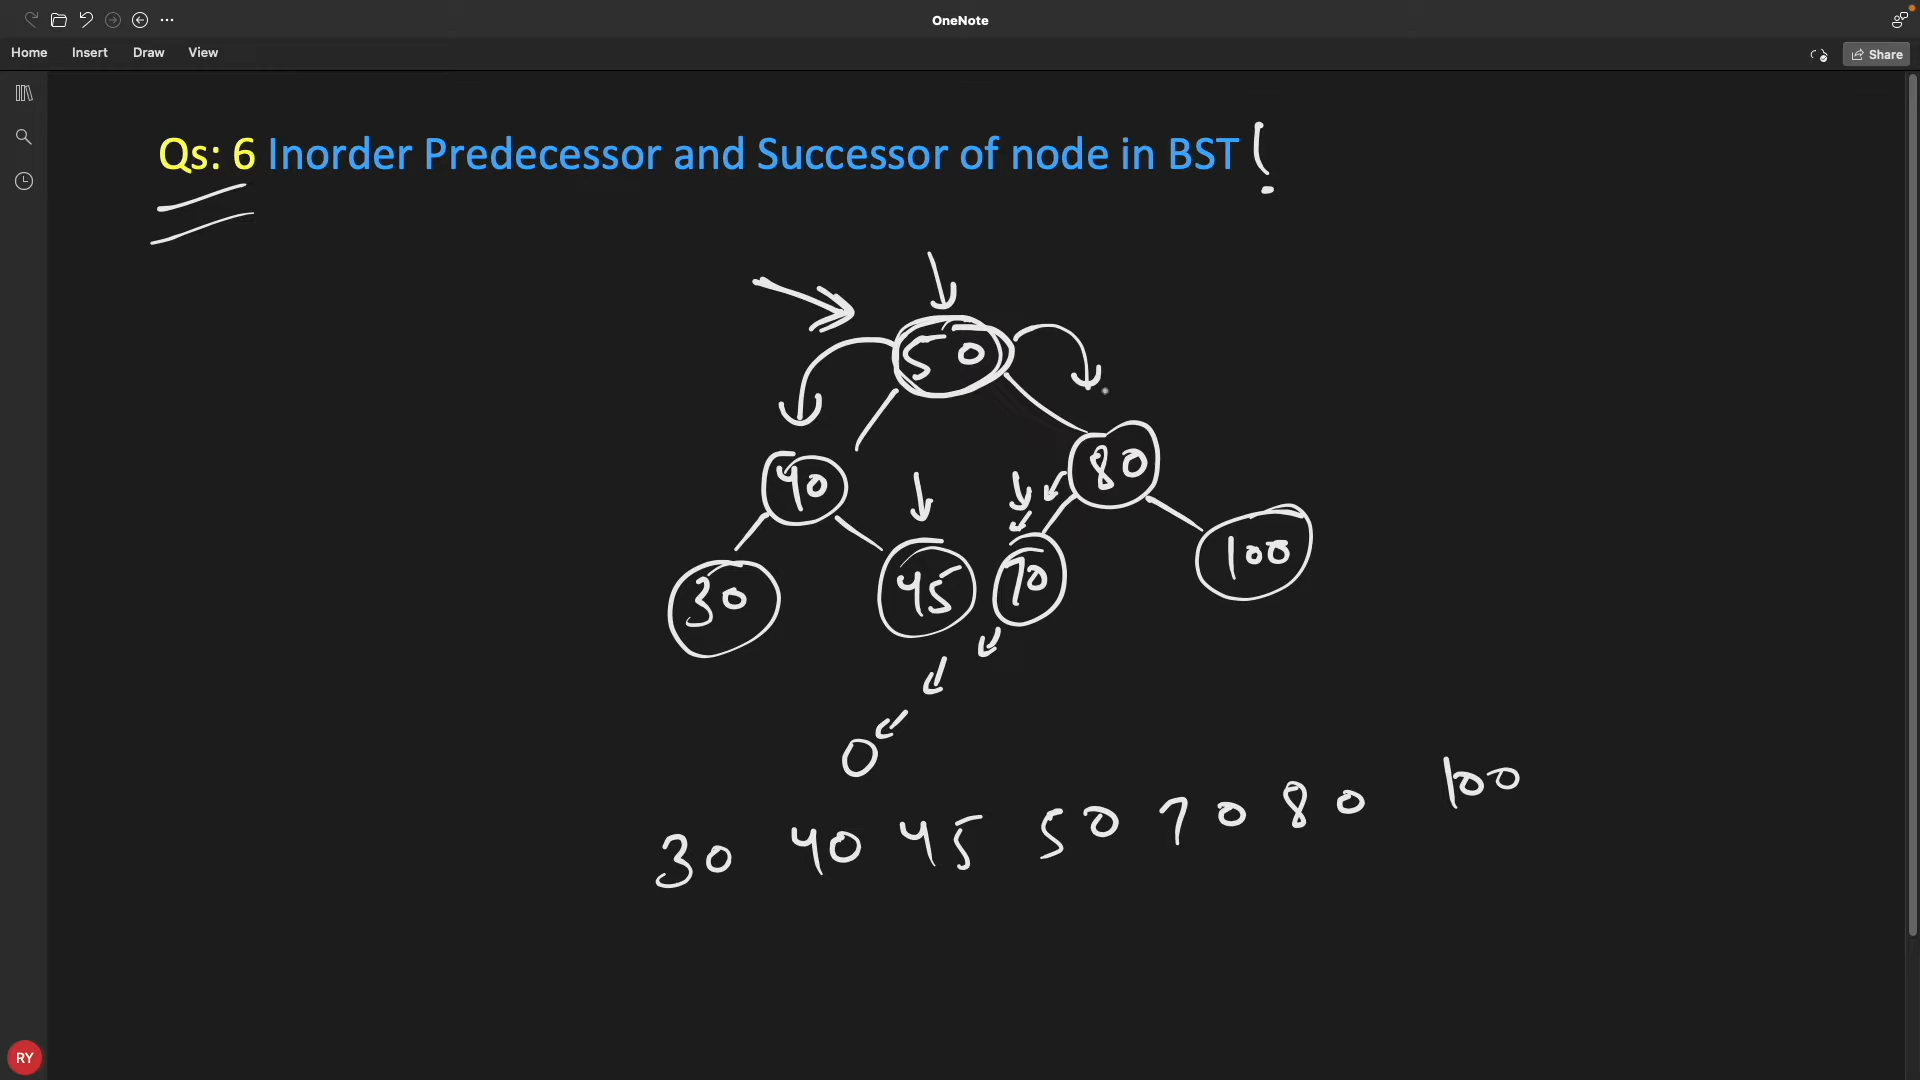 OneNote
Home Insert Draw View
Share
Qs: 6 Inorder Predecessor and Successor of node in BST !
50
40 80
30 45 70 100
0
30 40 45 50 70 80 100
RY